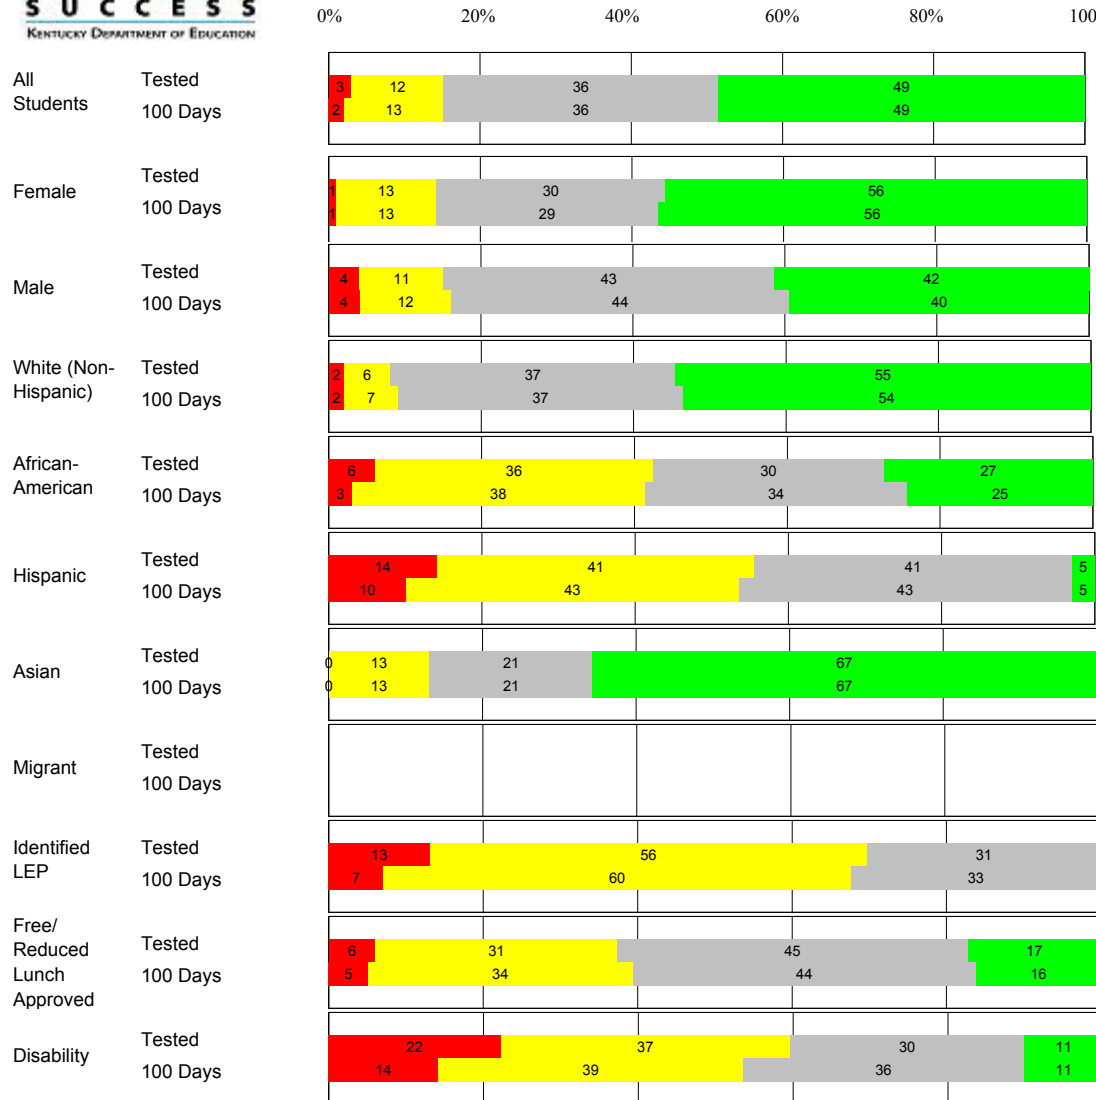 S U C C E S S
KENTUCKY DEPARTMENT OF EDUCATION
0% 20% 40% 60% 80% 100
All Students
Tested 3 12 36 49
100 Days 2 13 36 49
Female
Tested 1 13 30 56
100 Days 1 13 29 56
Male
Tested 4 11 43 42
100 Days 4 12 44 40
White (Non-
Hispanic)
Tested 2 6 37 55
100 Days 2 7 37 54
African-
American
Tested 6 36 30 27
100 Days 3 38 34 25
Hispanic
Tested 14 41 41 5
100 Days 10 43 43 5
Asian
Tested 0 13 21 67
100 Days 0 13 21 67
Migrant
Tested
100 Days
Identified
LEP
Tested 13 56 31
100 Days 7 60 33
Free/
Reduced
Lunch
Approved
Tested 6 31 45 17
100 Days 5 34 44 16
Disability
Tested 22 37 30 11
100 Days 14 39 36 11